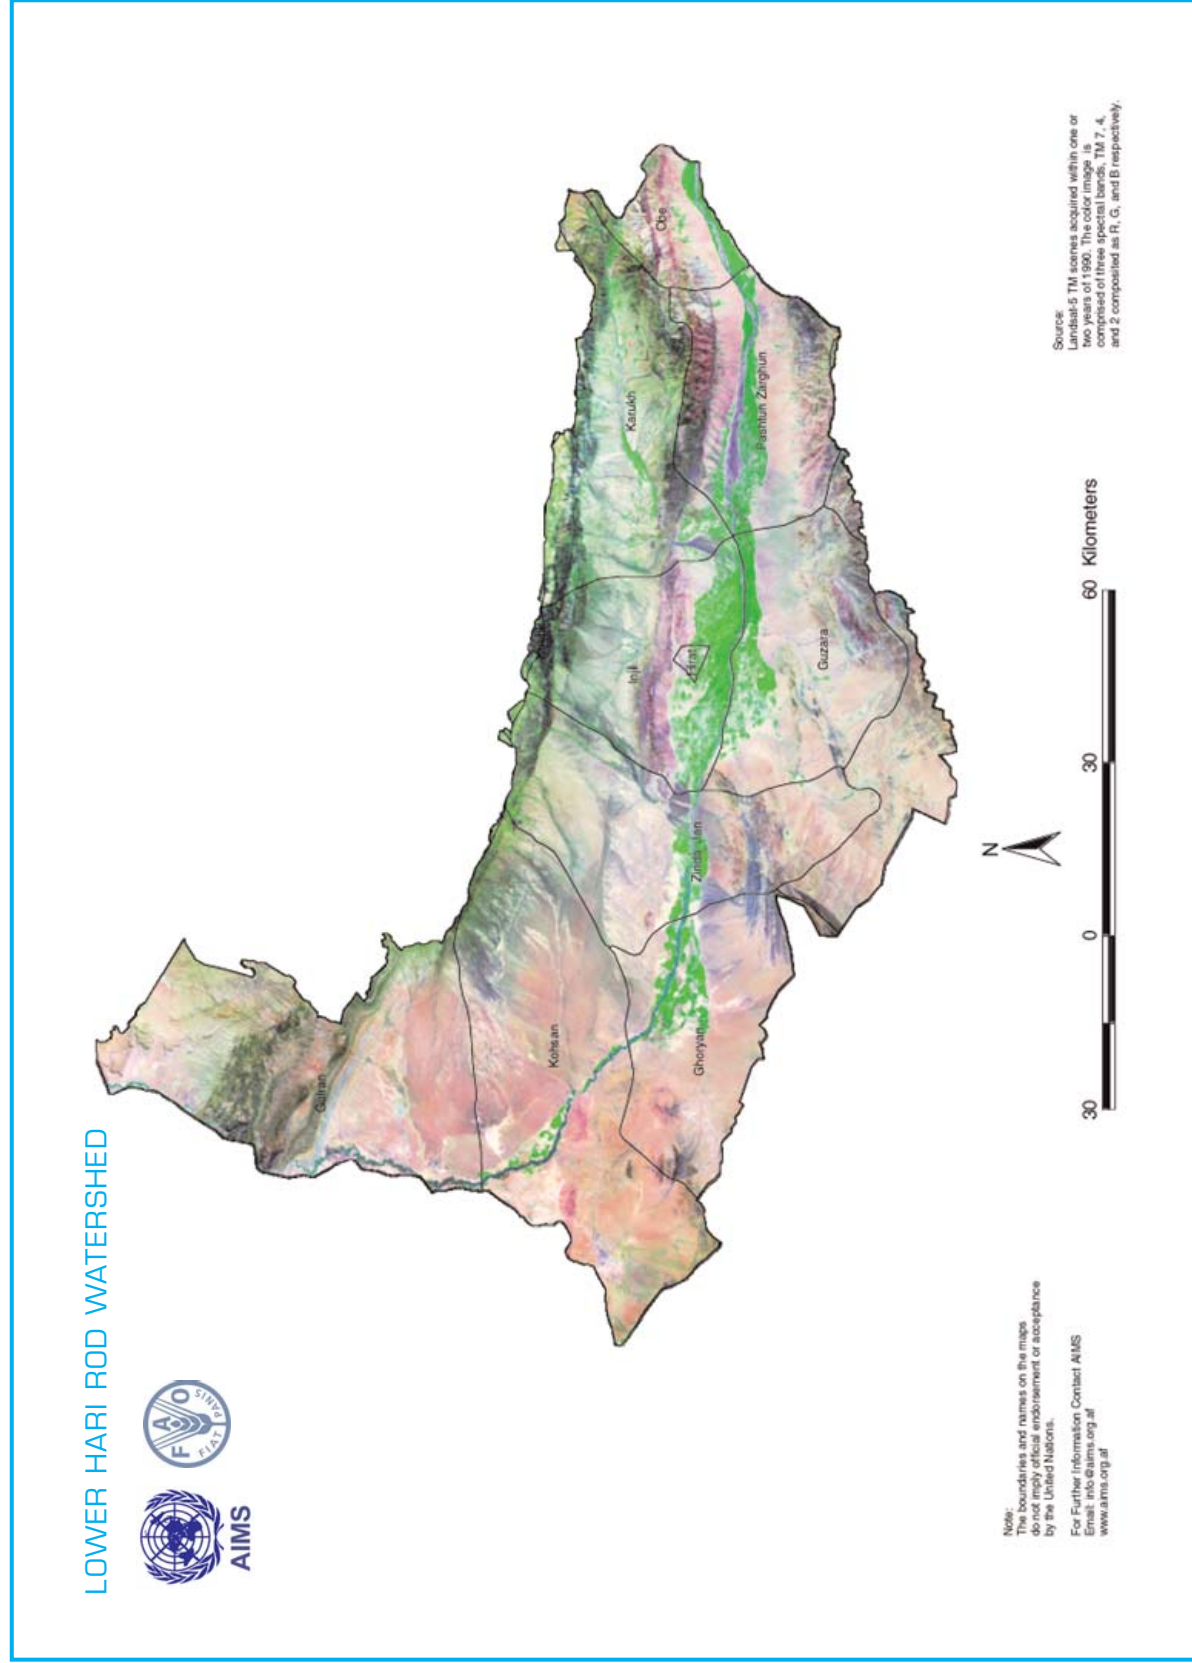 LOWER HARI ROD WATERSHED
AIMS
F A O
FIAT PANIS
Gulran
Kohsan
Ghoryan
Zinda Jan
Injil
Hirat
Guzara
Karukh
Pashtun Zarghun
Obe
N
30 0 30 60 Kilometers
Note:
The boundaries and names on the maps
do not imply official endorsement or acceptance
by the United Nations.
For Further Information Contact AIMS
Email: info@aims.org.af
www.aims.org.af
Source:
Landsat-5 TM scenes acquired within one or
two years of 1990. The color image is
comprised of three spectral bands, TM 7, 4,
and 2 composited as R, G, and B respectively.